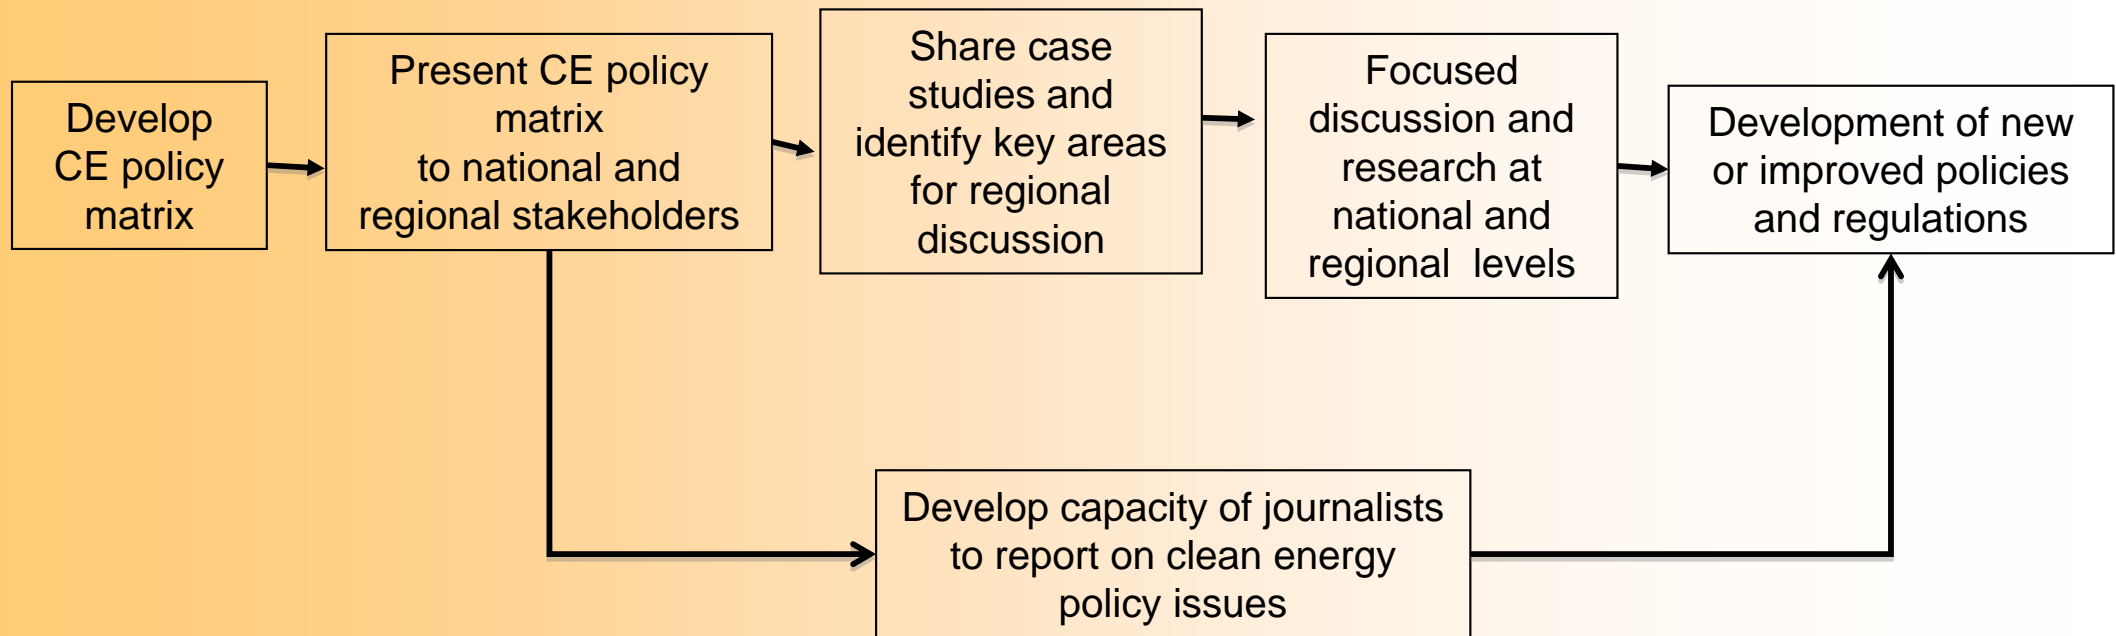 Develop
CE policy
matrix
Present CE policy
matrix
to national and
regional stakeholders
Share case
studies and
identify key areas
for regional
discussion
Focused
discussion and
research at
national and
regional  levels
Development of new
or improved policies
and regulations
Develop capacity of journalists
to report on clean energy
policy issues